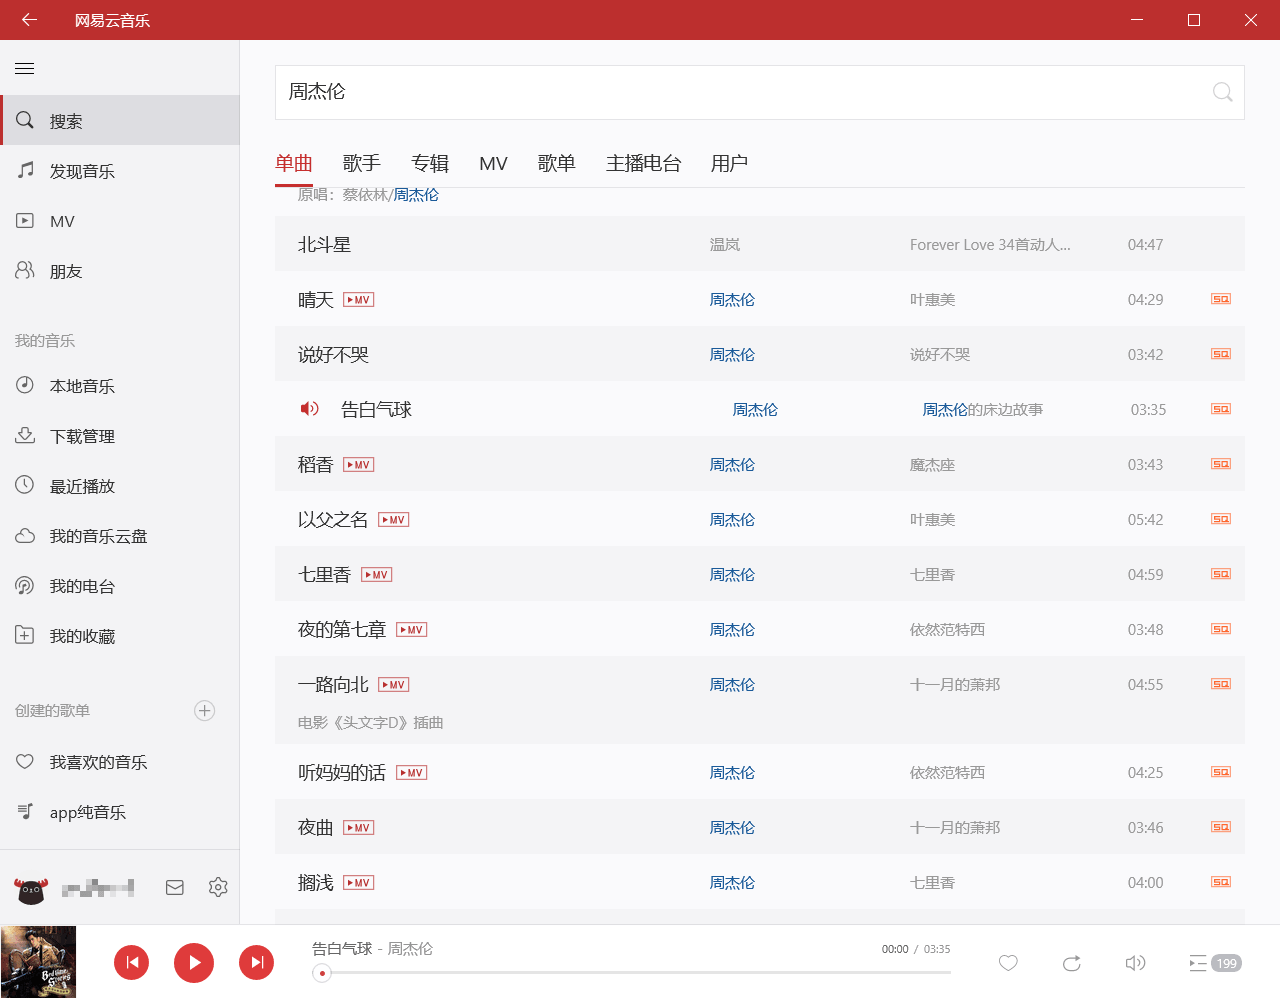 网易云音乐
周杰伦
搜索
发现音乐
MV
朋友
我的音乐
本地音乐
下载管理
最近播放
我的音乐云盘
我的电台
我的收藏
创建的歌单
我喜欢的音乐
app纯音乐
单曲 歌手 专辑 MV 歌单 主播电台 用户
原唱：蔡依林/周杰伦
北斗星 温岚 Forever Love 34首动人... 04:47
晴天 MV 周杰伦 叶惠美 04:29 SQ
说好不哭 周杰伦 说好不哭 03:42 SQ
告白气球 周杰伦 周杰伦的床边故事 03:35 SQ
稻香 MV 周杰伦 魔杰座 03:43 SQ
以父之名 MV 周杰伦 叶惠美 05:42 SQ
七里香 MV 周杰伦 七里香 04:59 SQ
夜的第七章 MV 周杰伦 依然范特西 03:48 SQ
一路向北 MV 周杰伦 十一月的萧邦 04:55 SQ
电影《头文字D》插曲
听妈妈的话 MV 周杰伦 依然范特西 04:25 SQ
夜曲 MV 周杰伦 十一月的萧邦 03:46 SQ
搁浅 MV 周杰伦 七里香 04:00 SQ
Bedtime
Stories
告白气球 - 周杰伦 00:00 / 03:35
199